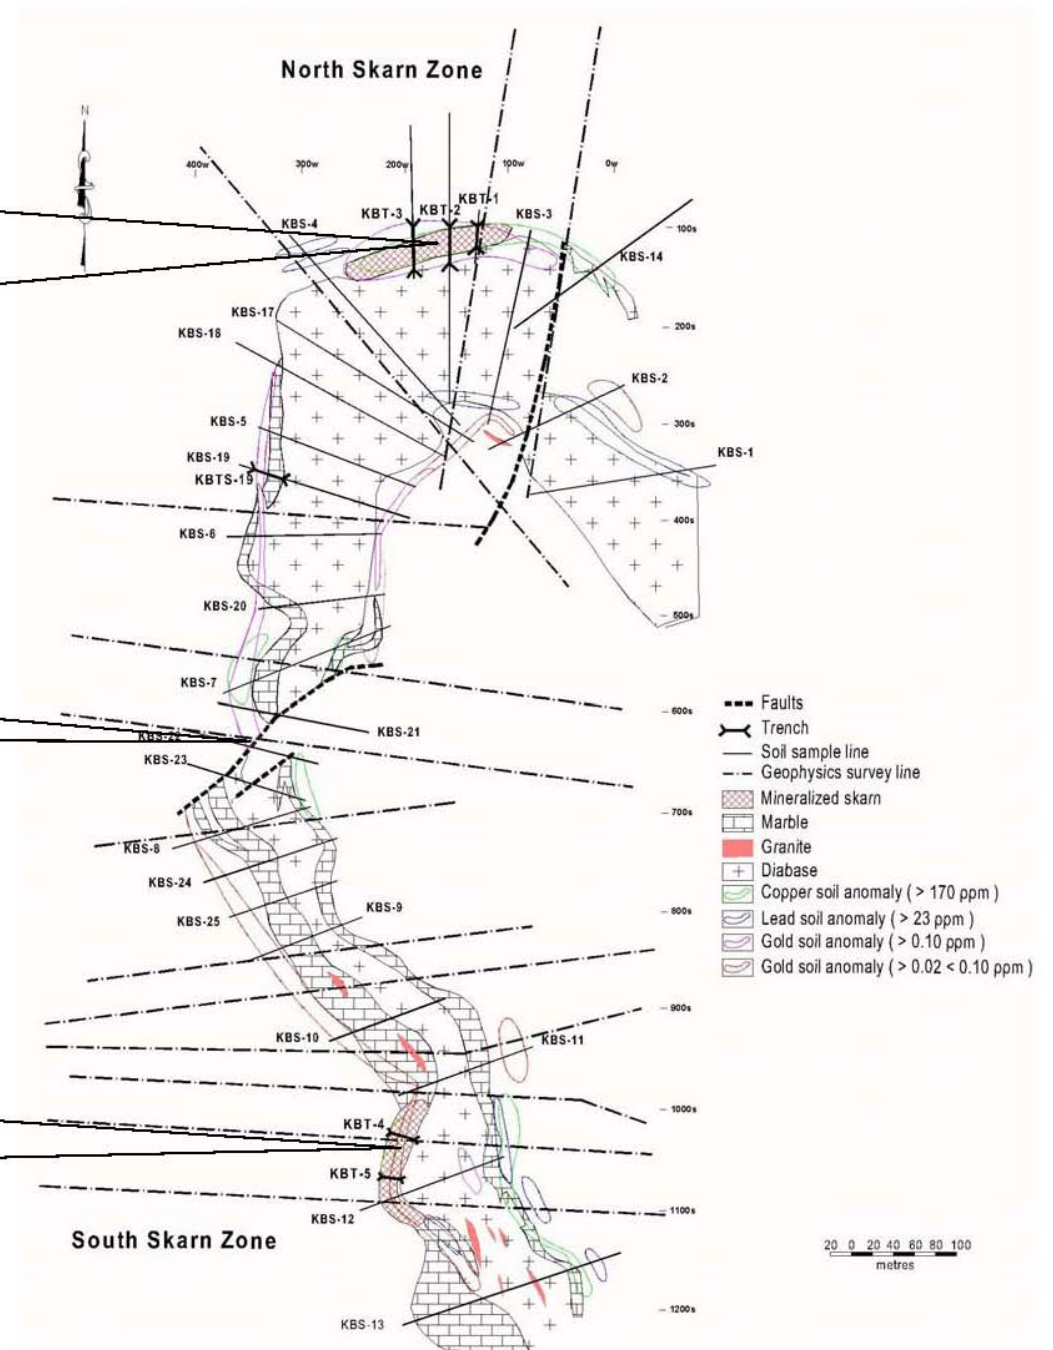 North Skarn Zone
N
400w
300w
200w
100w
0w
KBS-4
KBT-3
KBT-2
KBT-1
KBS-3
100s
KBS-14
KBS-17
KBS-18
200s
KBS-2
KBS-5
300s
KBS-19
KBTS-19
KBS-1
KBS-6
400s
KBS-20
500s
KBS-7
KBS-21
600s
KBS-22
KBS-23
KBS-8
700s
KBS-24
KBS-25
KBS-9
800s
KBS-10
900s
KBS-11
KBT-4
1000s
KBT-5
KBS-12
1100s
South Skarn Zone
KBS-13
1200s
Faults
Trench
Soil sample line
Geophysics survey line
Mineralized skarn
Marble
Granite
Diabase
Copper soil anomaly ( > 170 ppm )
Lead soil anomaly ( > 23 ppm )
Gold soil anomaly ( > 0.10 ppm )
Gold soil anomaly ( > 0.02 < 0.10 ppm )
20 0 20 40 60 80 100
metres